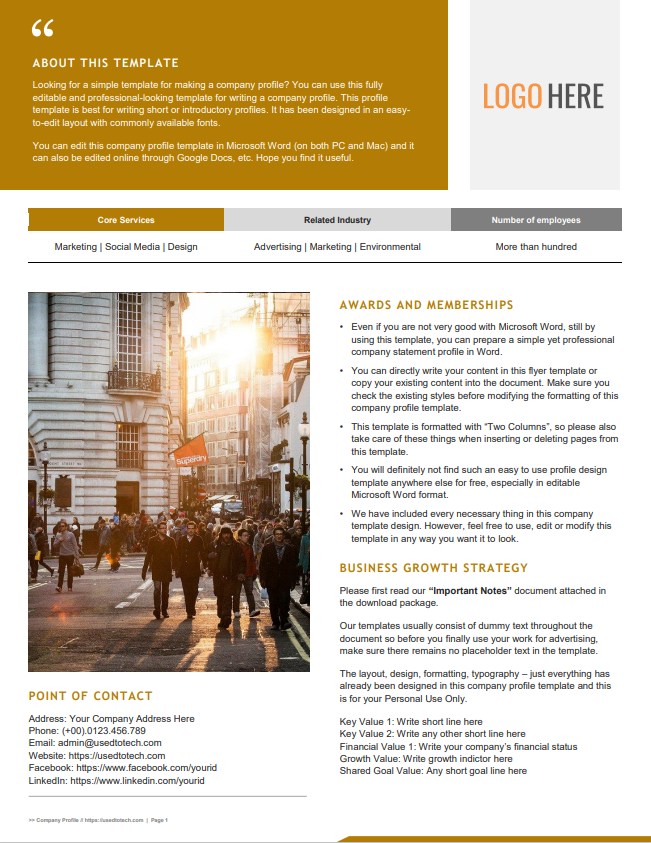 “
ABOUT THIS TEMPLATE
Looking for a simple template for making a company profile? You can use this fully
editable and professional-looking template for writing a company profile. This profile
template is best for writing short or introductory profiles. It has been designed in an easy-
to-edit layout with commonly available fonts.
You can edit this company profile template in Microsoft Word (on both PC and Mac) and it
can also be edited online through Google Docs, etc. Hope you find it useful.
LOGO HERE
Core Services Related Industry Number of employees
Marketing | Social Media | Design Advertising | Marketing | Environmental More than hundred
Superdry
POINT OF CONTACT
Address: Your Company Address Here
Phone: (+00).0123.456.789
Email: admin@usedtotech.com
Website: https://usedtotech.com
Facebook: https://www.facebook.com/yourid
LinkedIn: https://www.linkedin.com/yourid
AWARDS AND MEMBERSHIPS
• Even if you are not very good with Microsoft Word, still by
using this template, you can prepare a simple yet professional
company statement profile in Word.
• You can directly write your content in this flyer template or
copy your existing content into the document. Make sure you
check the existing styles before modifying the formatting of this
company profile template.
• This template is formatted with “Two Columns”, so please also
take care of these things when inserting or deleting pages from
this template.
• You will definitely not find such an easy to use profile design
template anywhere else for free, especially in editable
Microsoft Word format.
• We have included every necessary thing in this company
template design. However, feel free to use, edit or modify this
template in any way you want it to look.
BUSINESS GROWTH STRATEGY
Please first read our “Important Notes” document attached in
the download package.
Our templates usually consist of dummy text throughout the
document so before you finally use your work for advertising,
make sure there remains no placeholder text in the template.
The layout, design, formatting, typography – just everything has
already been designed in this company profile template and this
is for your Personal Use Only.
Key Value 1: Write short line here
Key Value 2: Write any other short line here
Financial Value 1: Write your company’s financial status
Growth Value: Write growth indictor here
Shared Goal Value: Any short goal line here
>> Company Profile // https://usedtotech.com | Page 1